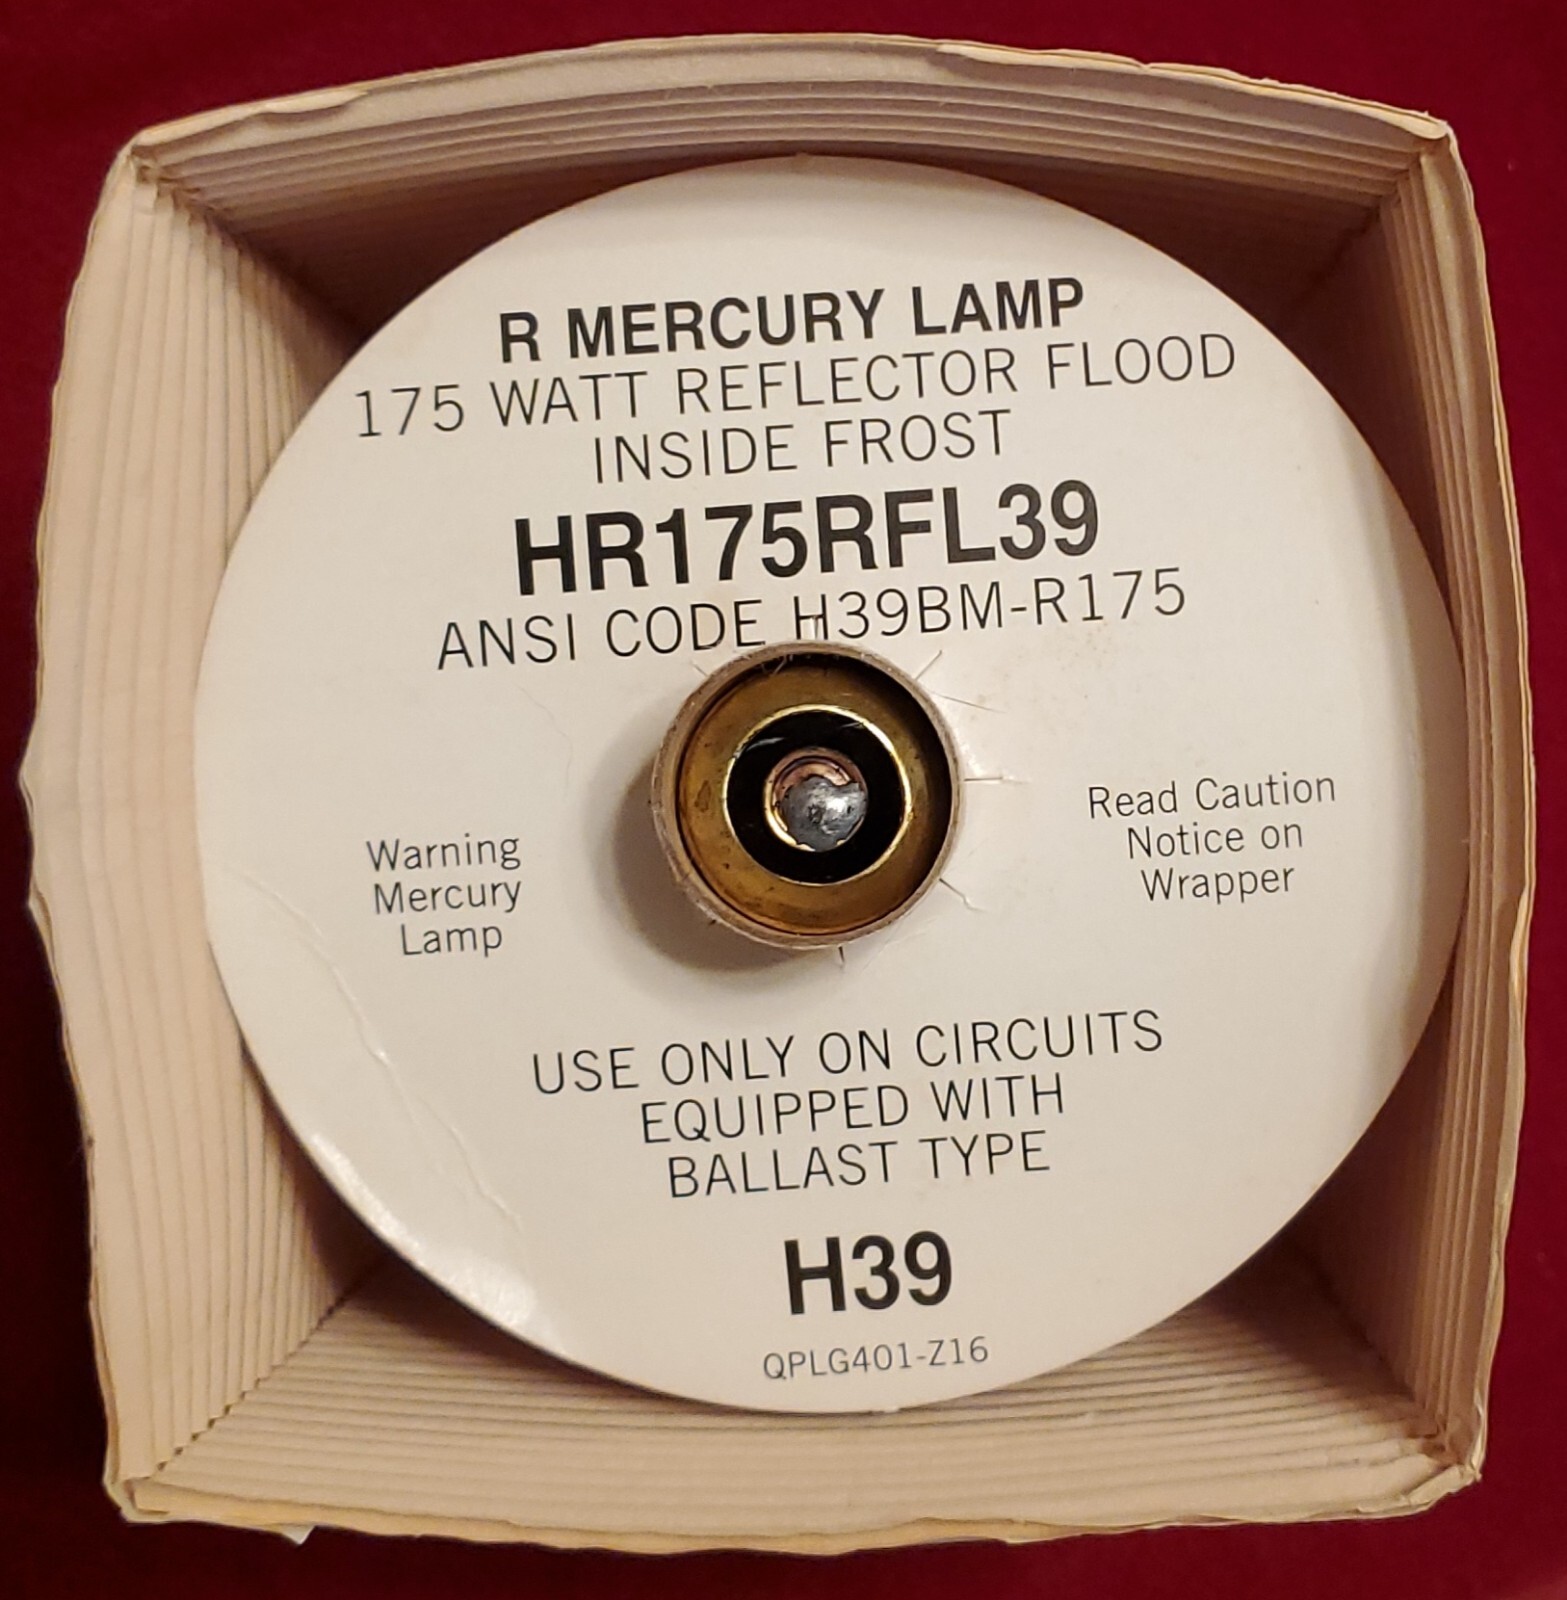 R MERCURY LAMP
175 WATT REFLECTOR FLOOD
INSIDE FROST
HR175RFL39
ANSI CODE H39BM-R175
Warning
Mercury
Lamp
Read Caution
Notice on
Wrapper
USE ONLY ON CIRCUITS
EQUIPPED WITH
BALLAST TYPE
H39
QPLG401-Z16